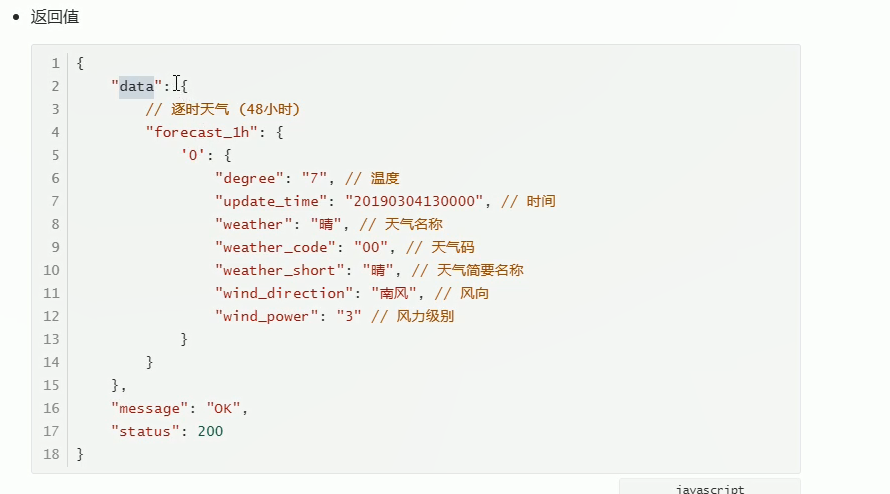 返回值
1 {
2 "data": {
3 // 逐时天气 (48小时)
4 "forecast_1h": {
5 '0': {
6 "degree": "7", // 温度
7 "update_time": "20190304130000", // 时间
8 "weather": "晴", // 天气名称
9 "weather_code": "00", // 天气码
10 "weather_short": "晴", // 天气简要名称
11 "wind_direction": "南风", // 风向
12 "wind_power": "3" // 风力级别
13 }
14 }
15 },
16 "message": "OK",
17 "status": 200
18 }
javascript